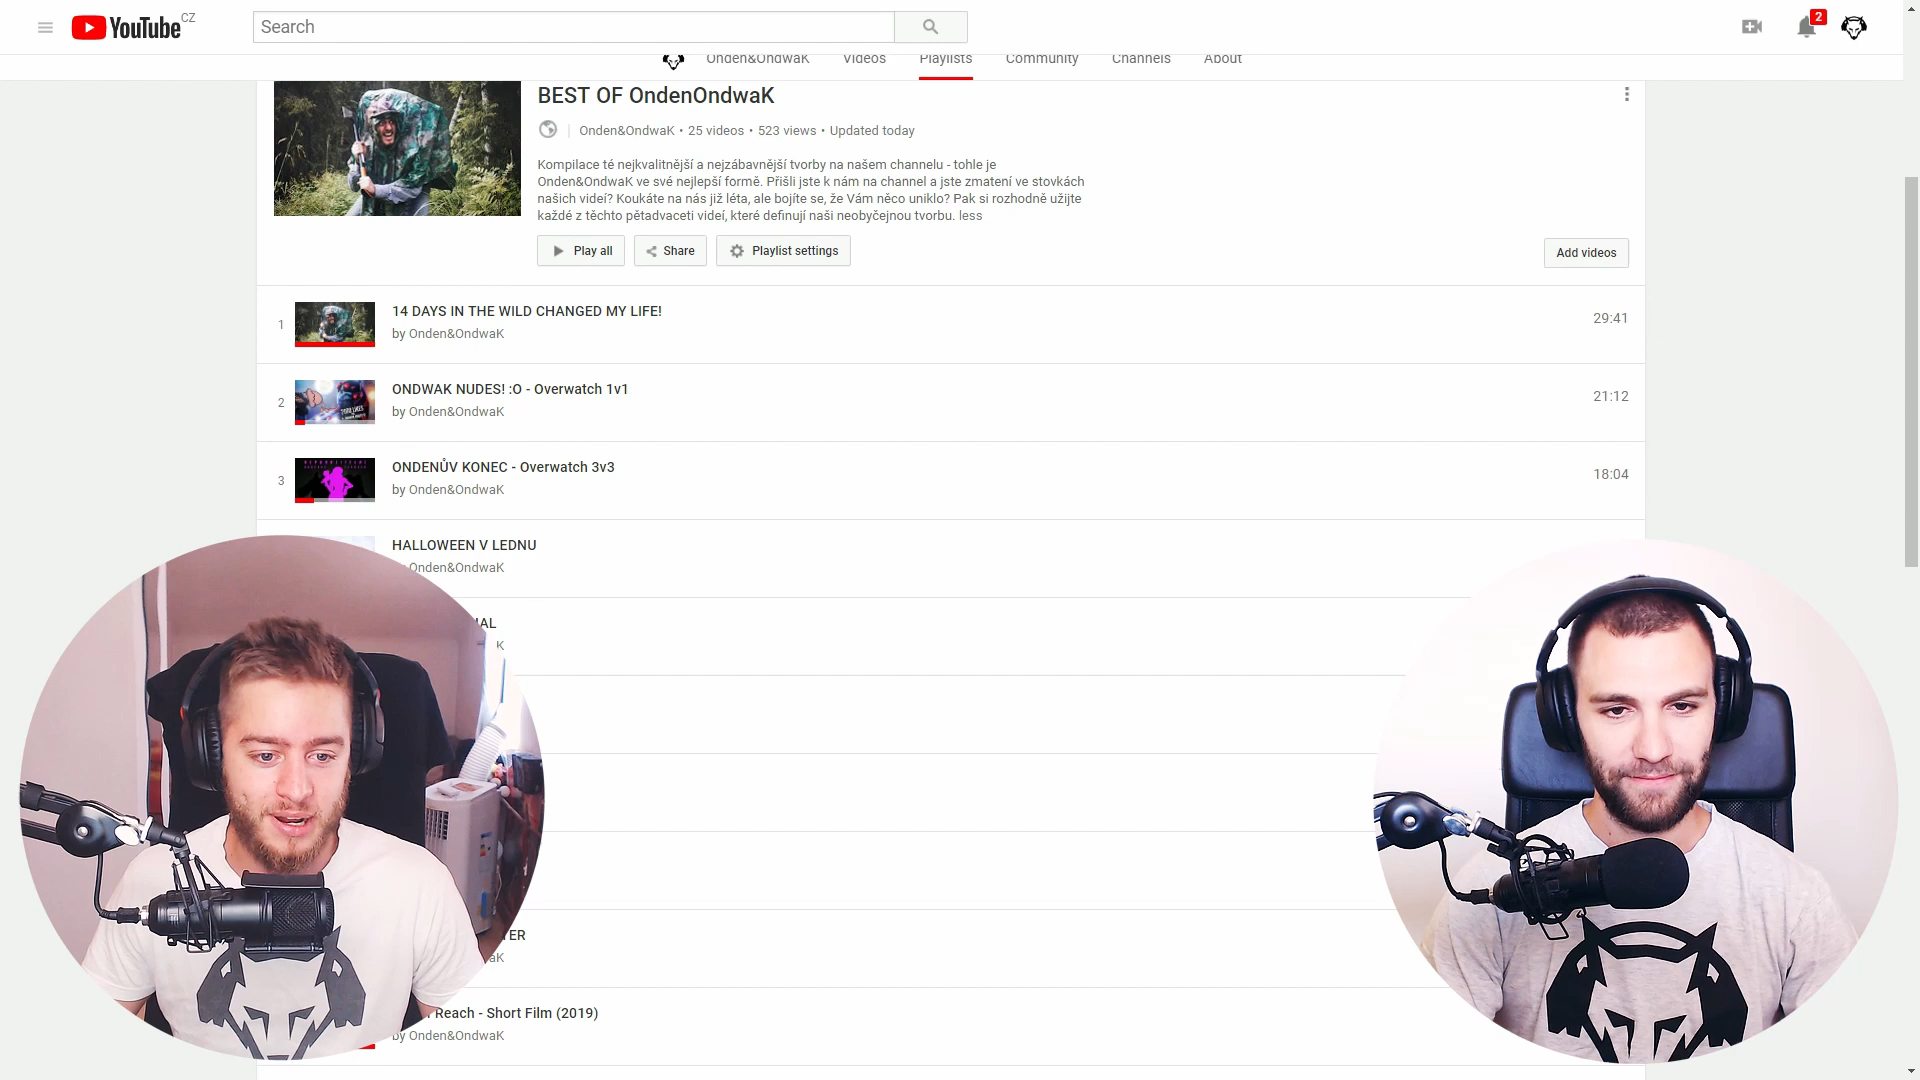 YouTube CZ
Search
2
Onden&OndwaK Videos Playlists Community Channels About
BEST OF OndenOndwaK
Onden&OndwaK • 25 videos • 523 views • Updated today
Kompilace té nejkvalitnější a nejzábavnější tvorby na našem channelu - tohle je
Onden&OndwaK ve své nejlepší formě. Přišli jste k nám na channel a jste zmatení ve stovkách
našich videí? Koukáte na nás již léta, ale bojíte se, že Vám něco uniklo? Pak si rozhodně užijte
každé z těchto pětadvaceti videí, které definují naši neobyčejnou tvorbu. less
Play all Share Playlist settings
Add videos
1 14 DAYS IN THE WILD CHANGED MY LIFE! 29:41
by Onden&OndwaK
2 ONDWAK NUDES! :O - Overwatch 1v1 21:12
by Onden&OndwaK
3 ONDENŮV KONEC - Overwatch 3v3 18:04
by Onden&OndwaK
HALLOWEEN V LEDNU
Onden&OndwaK
AL
K
TER
aK
Reach - Short Film (2019)
by Onden&OndwaK